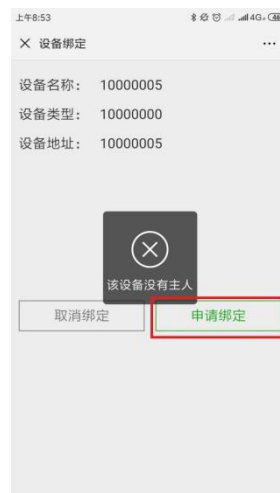 上午8:53 4G
× 设备绑定 ...
设备名称： 10000005
设备类型： 10000000
设备地址： 10000005
该设备没有主人
取消绑定 申请绑定